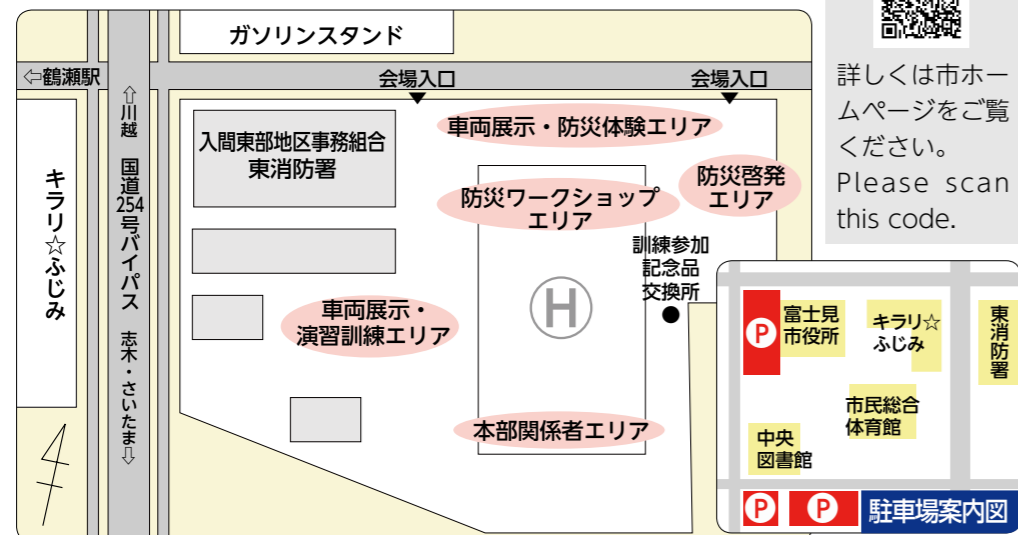 ガソリンスタンド
⇦鶴瀬駅
会場入口
会場入口
⇧川越 国道254号バイパス 志木・さいたま⇩
キラリ☆ふじみ
入間東部地区事務組合
東消防署
車両展示・防災体験エリア
防災ワークショップ
エリア
防災啓発
エリア
訓練参加
記念品
交換所
車両展示・
演習訓練エリア
H
本部関係者エリア
詳しくは市ホー
ムページをご覧
ください。
Please scan
this code.
P
富士見
市役所
キラリ☆
ふじみ
東消防署
市民総合
体育館
中央
図書館
P
P
駐車場案内図